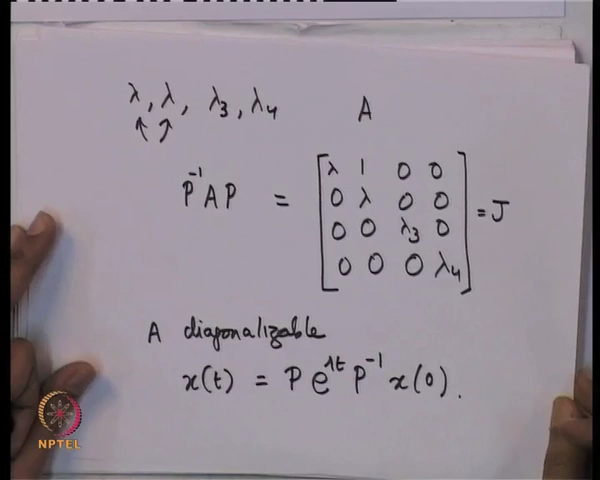 λ, λ, λ₃, λ₄ A
↑ ↑
P⁻¹AP = [λ 1 0 0
0 λ 0 0
0 0 λ₃ 0
0 0 0 λ₄] = J
A diagonalizable
x(t) = P e^{Λt} P⁻¹ x(0).
NPTEL